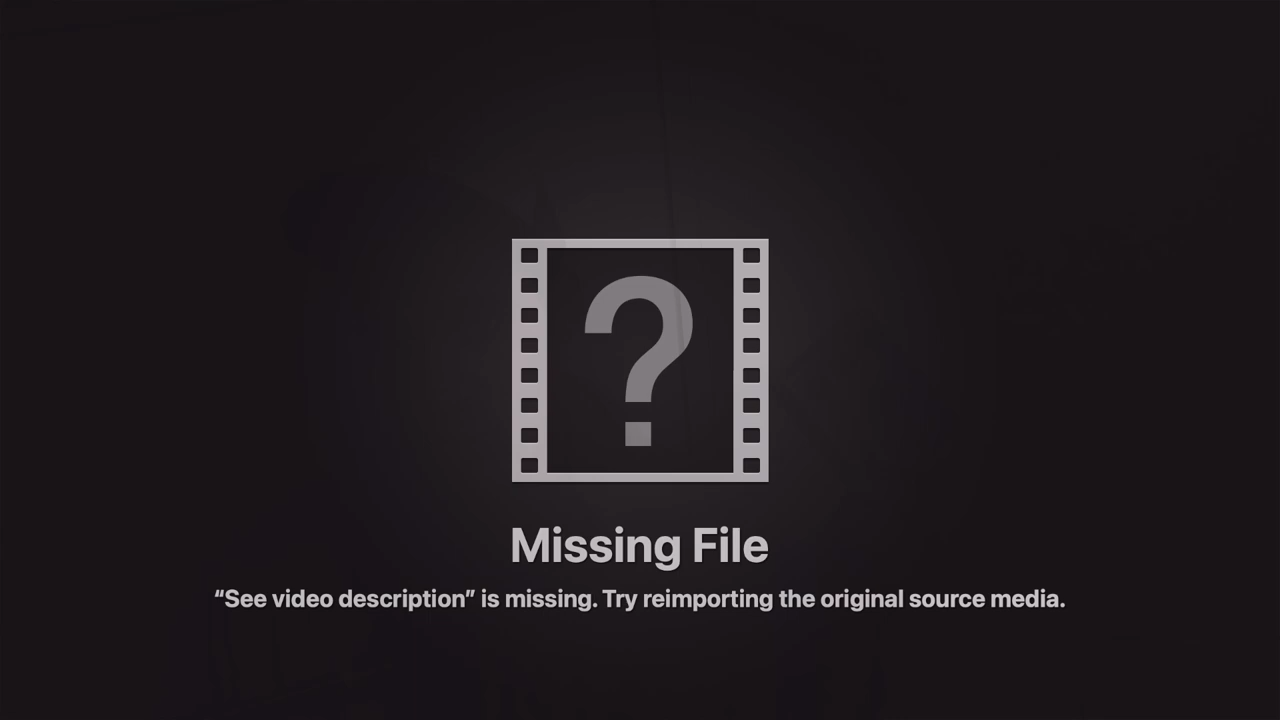 ?
Missing File
“See video description” is missing. Try reimporting the original source media.